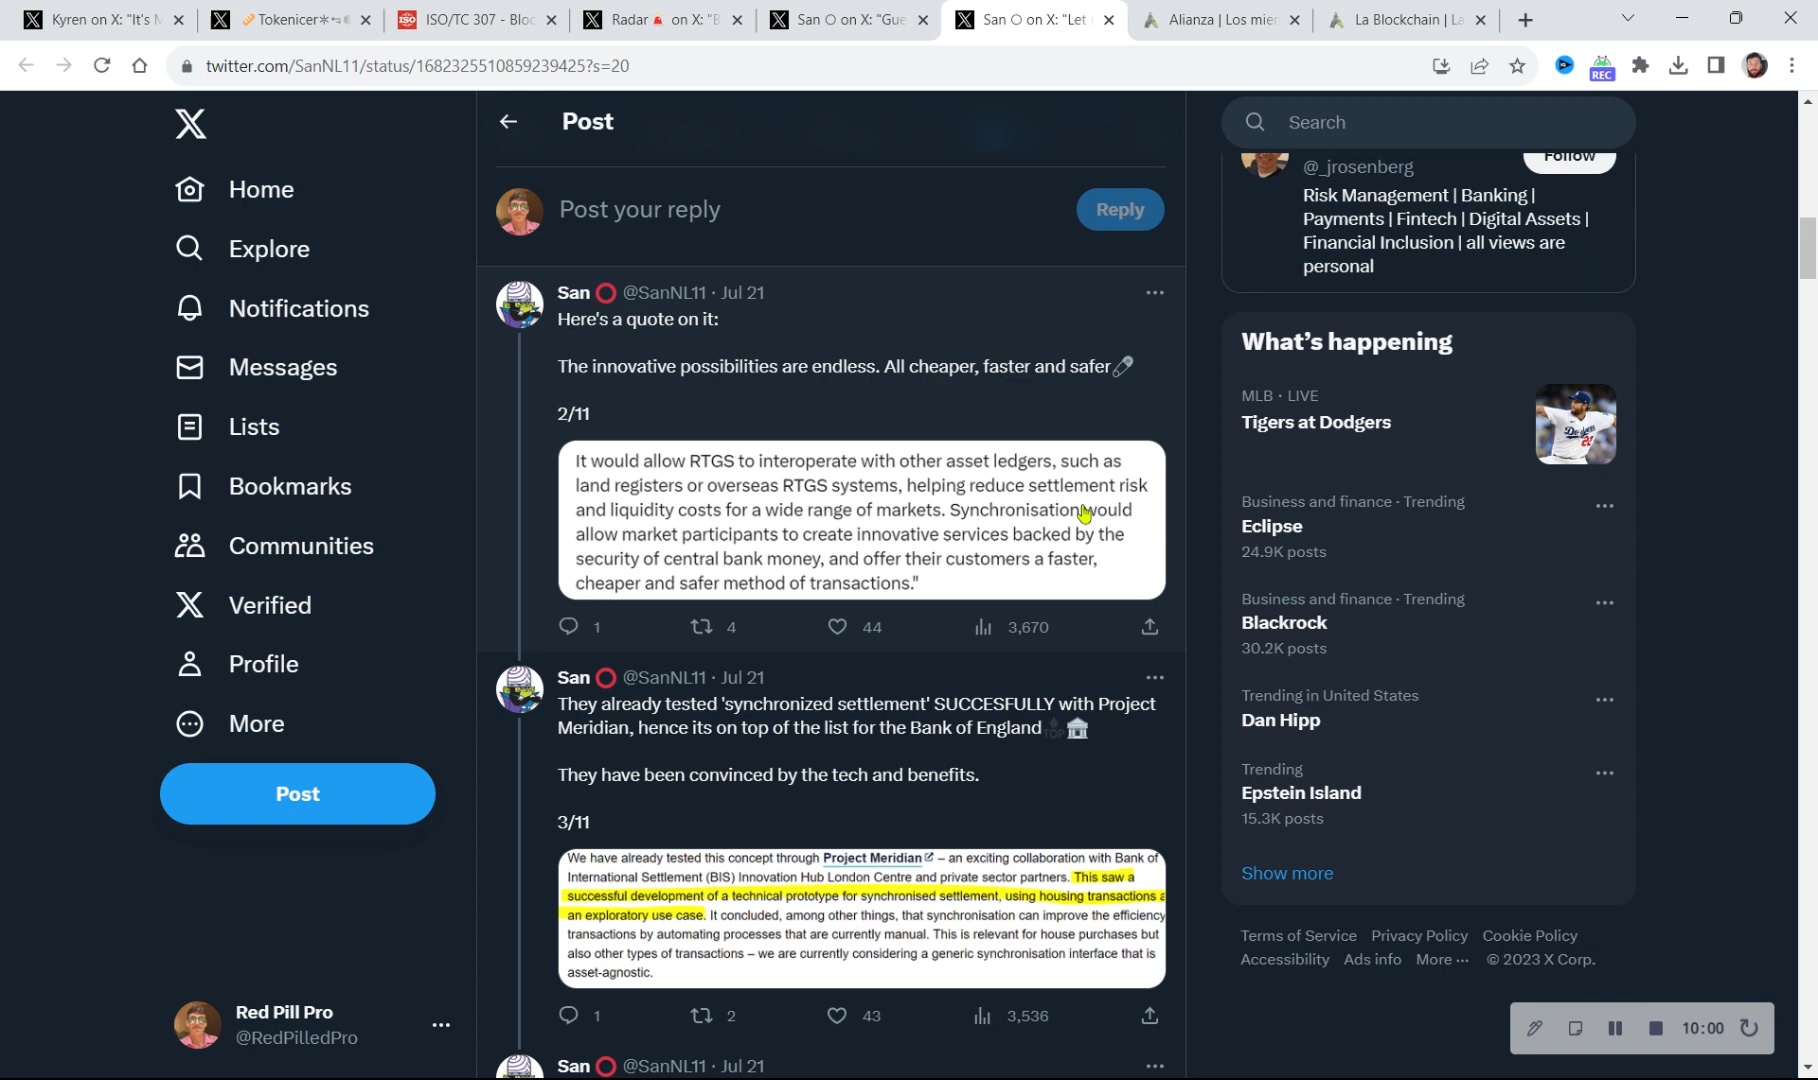 Kyren on X: "It's M
Tokenicer
ISO/TC 307 - Bloc
Radar on X: "B
San O on X: "Gue
San O on X: "Let
Alianza | Los mier
La Blockchain | La
twitter.com/SanNL11/status/1682325510859239425?s=20
REC
Home
Explore
Notifications
Messages
Lists
Bookmarks
Communities
Verified
Profile
More
Post
Red Pill Pro
@RedPilledPro
Post
Post your reply
Reply
San @SanNL11 · Jul 21
Here's a quote on it:
The innovative possibilities are endless. All cheaper, faster and safer
2/11
It would allow RTGS to interoperate with other asset ledgers, such as
land registers or overseas RTGS systems, helping reduce settlement risk
and liquidity costs for a wide range of markets. Synchronisation would
allow market participants to create innovative services backed by the
security of central bank money, and offer their customers a faster,
cheaper and safer method of transactions."
1 4 44 3,670
San @SanNL11 · Jul 21
They already tested 'synchronized settlement' SUCCESFULLY with Project
Meridian, hence its on top of the list for the Bank of England TOP
They have been convinced by the tech and benefits.
3/11
We have already tested this concept through Project Meridian – an exciting collaboration with Bank of
International Settlement (BIS) Innovation Hub London Centre and private sector partners. This saw a
successful development of a technical prototype for synchronised settlement, using housing transactions a
an exploratory use case. It concluded, among other things, that synchronisation can improve the efficiency
transactions by automating processes that are currently manual. This is relevant for house purchases but
also other types of transactions – we are currently considering a generic synchronisation interface that is
asset-agnostic.
1 2 43 3,536
San @SanNL11 · Jul 21
Search
@_jrosenberg
Follow
Risk Management | Banking |
Payments | Fintech | Digital Assets |
Financial Inclusion | all views are
personal
What's happening
MLB · LIVE
Tigers at Dodgers
Business and finance · Trending
Eclipse
24.9K posts
Business and finance · Trending
Blackrock
30.2K posts
Trending in United States
Dan Hipp
Trending
Epstein Island
15.3K posts
Show more
Terms of Service Privacy Policy Cookie Policy
Accessibility Ads info More ··· © 2023 X Corp.
10:00